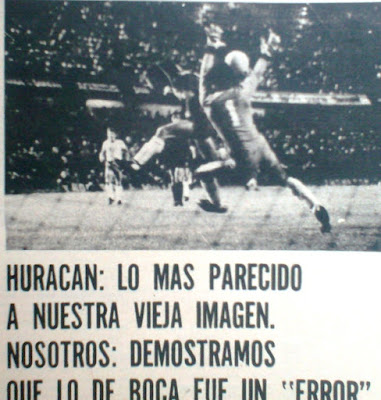 HURACAN: LO MAS PARECIDO
A NUESTRA VIEJA IMAGEN.
NOSOTROS: DEMOSTRAMOS
QUE LO DE BOCA FUE UN "ERROR"